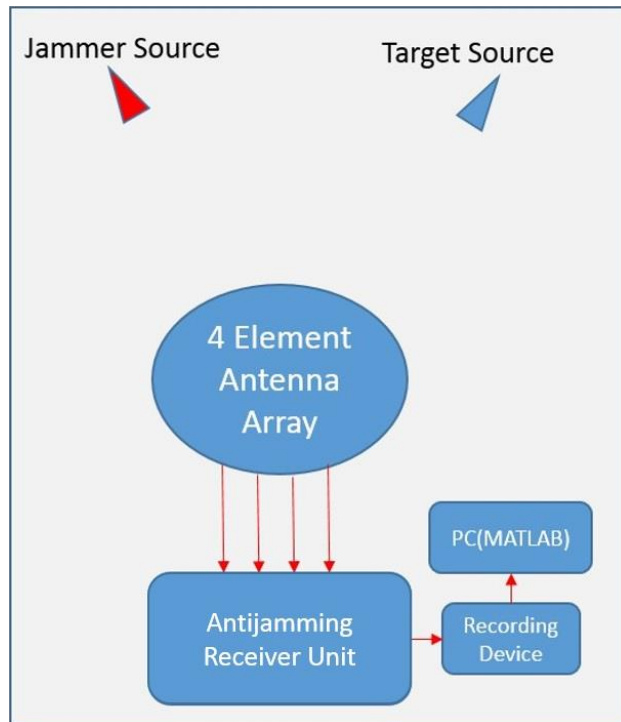 Jammer Source
Target Source
4 Element
Antenna
Array
PC(MATLAB)
Antijamming
Receiver Unit
Recording
Device